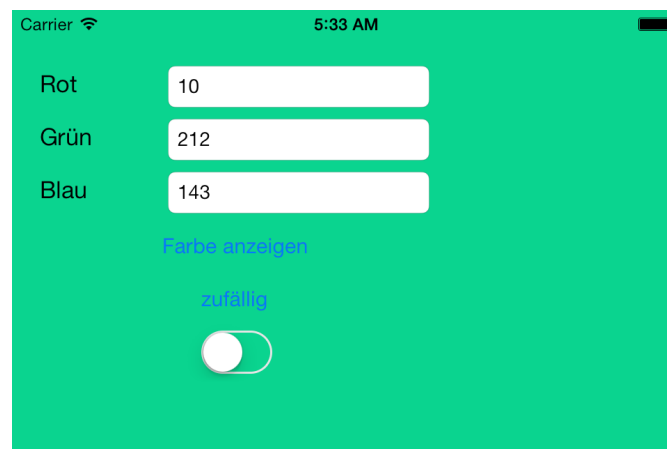 Carrier 5:33 AM
Rot 10
Grün 212
Blau 143
Farbe anzeigen
zufällig